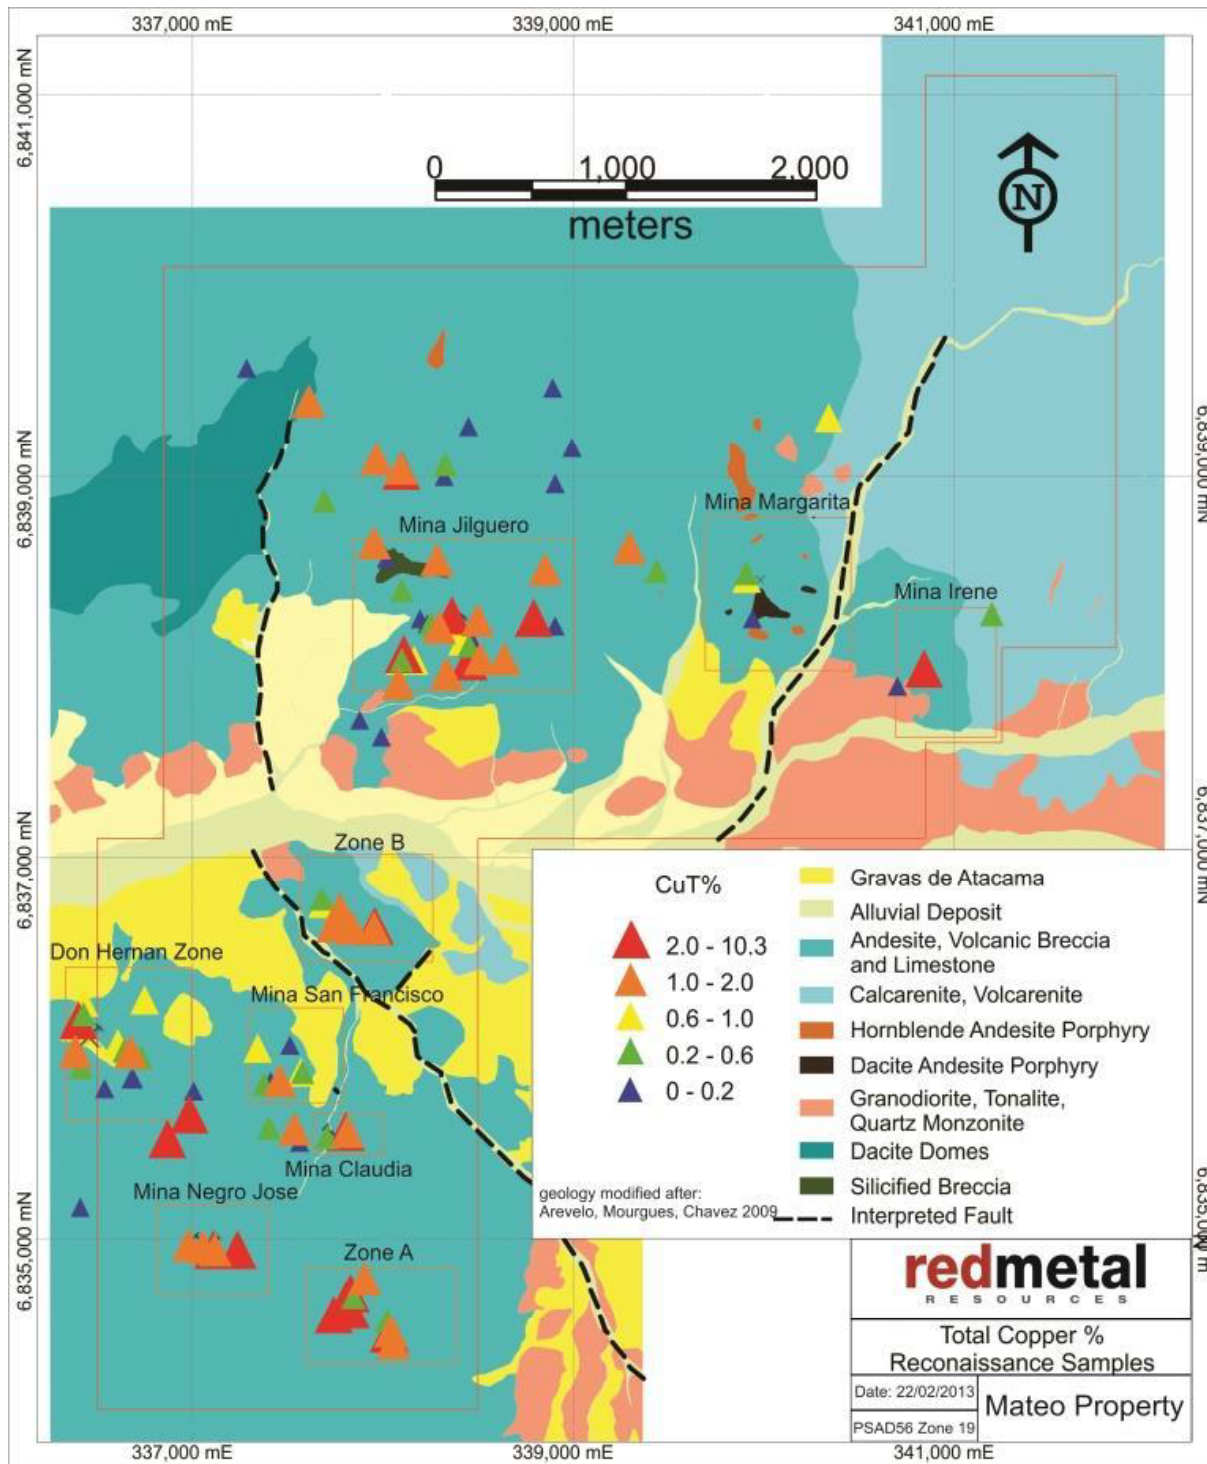 337,000 mE
339,000 mE
341,000 mE
6,841,000 mN
0
1,000
2,000
meters
N
6,839,000 mN
6,839,000 mN
Mina Margarita
Mina Jilguero
Mina Irene
6,837,000 mN
6,837,000 mN
Zone B
Don Hernan Zone
Mina San Francisco
Mina Claudia
Mina Negro Jose
Zone A
6,835,000 mN
CuT%
2.0 - 10.3
1.0 - 2.0
0.6 - 1.0
0.2 - 0.6
0 - 0.2
Gravas de Atacama
Alluvial Deposit
Andesite, Volcanic Breccia
and Limestone
Calcarenite, Volcarenite
Hornblende Andesite Porphyry
Dacite Andesite Porphyry
Granodiorite, Tonalite,
Quartz Monzonite
Dacite Domes
Silicified Breccia
Interpreted Fault
geology modified after:
Arevelo, Mourgues, Chavez 2009
redmetal
RESOURCES
Total Copper %
Reconaissance Samples
Date: 22/02/2013
PSAD56 Zone 19
Mateo Property
337,000 mE
339,000 mE
341,000 mE